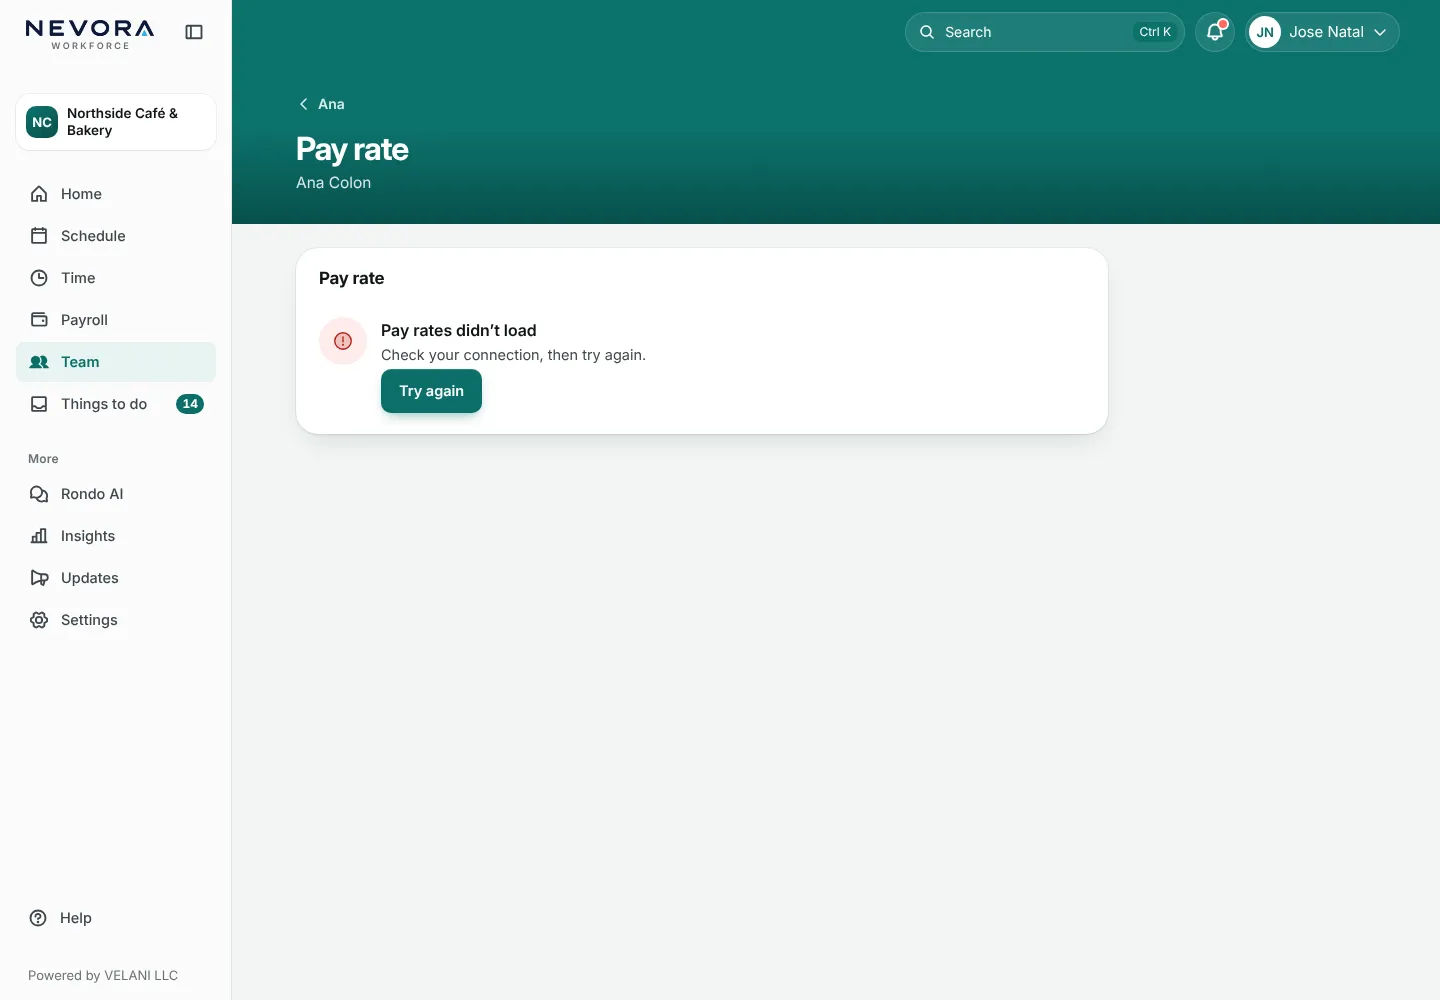 NEVORA
WORKFORCE
Search
Ctrl K
JN
Jose Natal
NC
Northside Café &
Bakery
Home
Schedule
Time
Payroll
Team
Things to do
14
More
Rondo AI
Insights
Updates
Settings
Help
Powered by VELANI LLC
Ana
Pay rate
Ana Colon
Pay rate
Pay rates didn’t load
Check your connection, then try again.
Try again